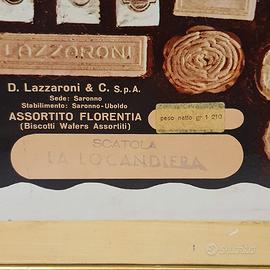 LAZZARONI
D. Lazzaroni & C. S.p.A.
Sede: Saronno
Stabilimento: Saronno-Uboldo
ASSORTITO FLORENTIA
(Biscotti Wafers Assortiti)
peso netto gr 1 210
SCATOLA
LA LOCANDIERA
subito